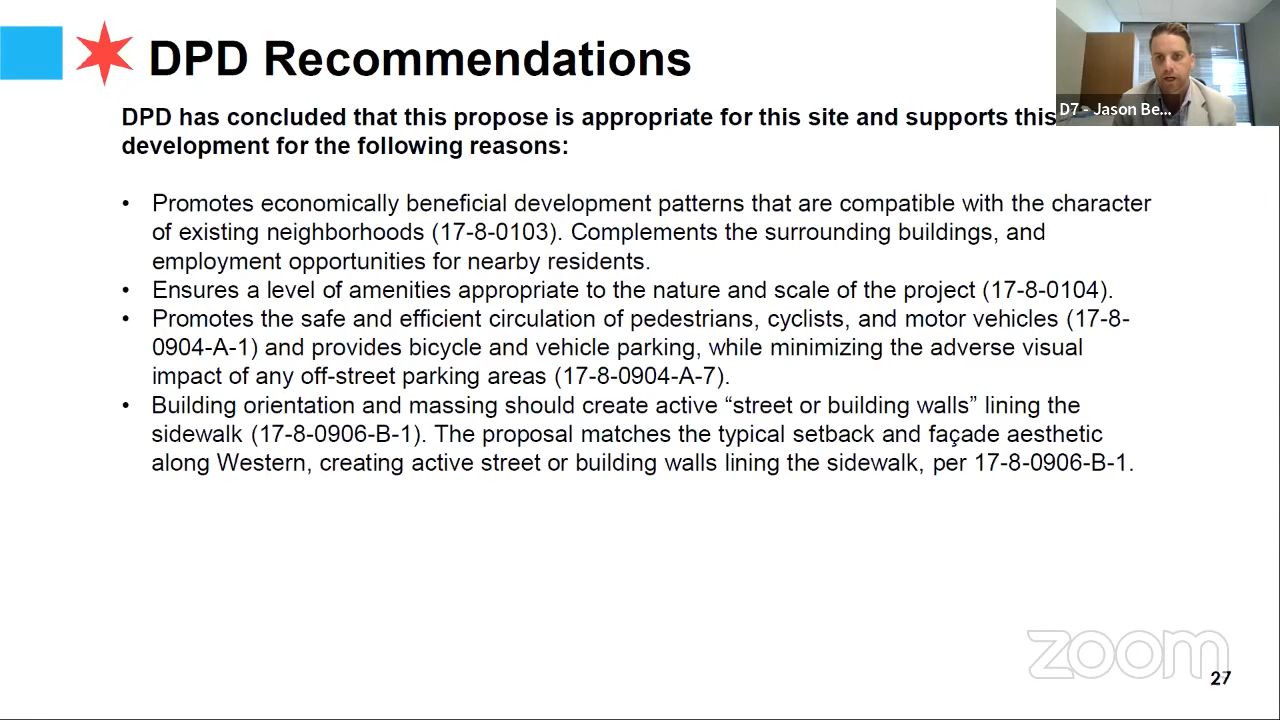 DPD Recommendations
D7 - Jason Be...
DPD has concluded that this propose is appropriate for this site and supports this
development for the following reasons:
• Promotes economically beneficial development patterns that are compatible with the character
of existing neighborhoods (17-8-0103). Complements the surrounding buildings, and
employment opportunities for nearby residents.
• Ensures a level of amenities appropriate to the nature and scale of the project (17-8-0104).
• Promotes the safe and efficient circulation of pedestrians, cyclists, and motor vehicles (17-8-
0904-A-1) and provides bicycle and vehicle parking, while minimizing the adverse visual
impact of any off-street parking areas (17-8-0904-A-7).
• Building orientation and massing should create active “street or building walls” lining the
sidewalk (17-8-0906-B-1). The proposal matches the typical setback and façade aesthetic
along Western, creating active street or building walls lining the sidewalk, per 17-8-0906-B-1.
zoom
27